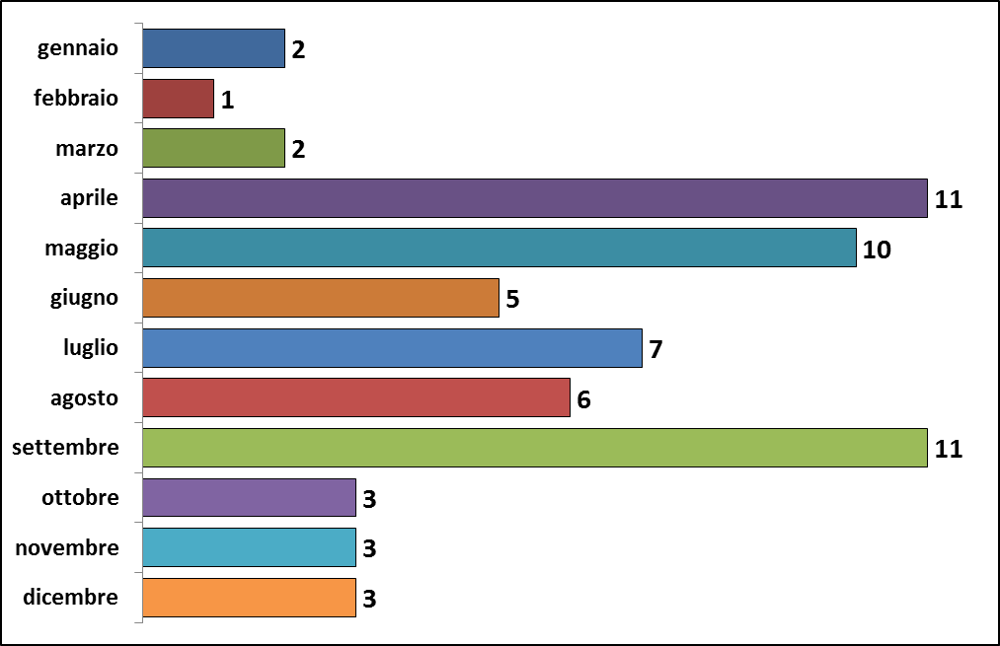 gennaio 2
febbraio 1
marzo 2
aprile 11
maggio 10
giugno 5
luglio 7
agosto 6
settembre 11
ottobre 3
novembre 3
dicembre 3